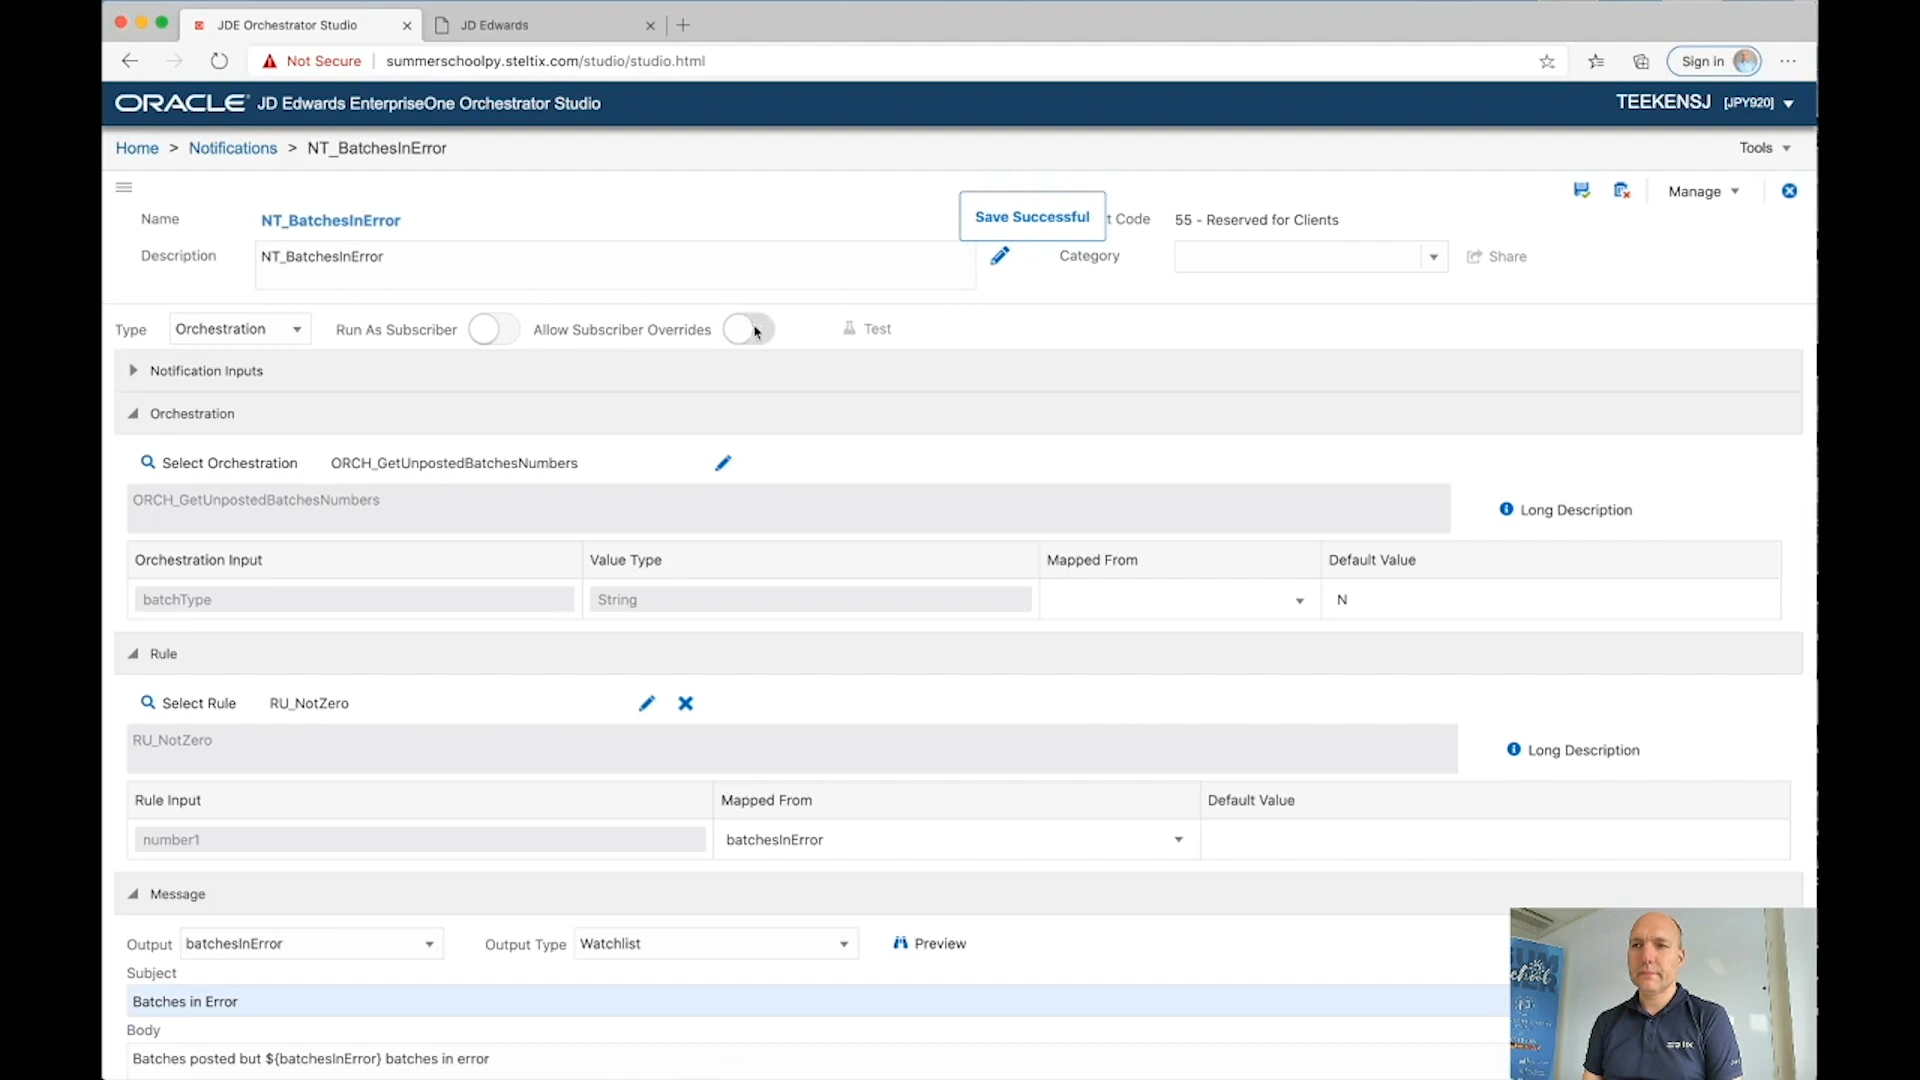 JDE Orchestrator Studio
JD Edwards
Not Secure
summerschoolpy.steltix.com/studio/studio.html
Sign in
ORACLE JD Edwards EnterpriseOne Orchestrator Studio
TEEKENSJ [JPY920]
Home > Notifications > NT_BatchesInError
Tools
Manage
Name NT_BatchesInError
Save Successful
t Code 55 - Reserved for Clients
Description NT_BatchesInError
Category
Share
Type Orchestration Run As Subscriber Allow Subscriber Overrides Test
Notification Inputs
Orchestration
Select Orchestration ORCH_GetUnpostedBatchesNumbers
ORCH_GetUnpostedBatchesNumbers
Long Description
Orchestration Input Value Type Mapped From Default Value
batchType String N
Rule
Select Rule RU_NotZero
RU_NotZero
Long Description
Rule Input Mapped From Default Value
number1 batchesInError
Message
Output batchesInError Output Type Watchlist Preview
Subject
Batches in Error
Body
Batches posted but ${batchesInError} batches in error